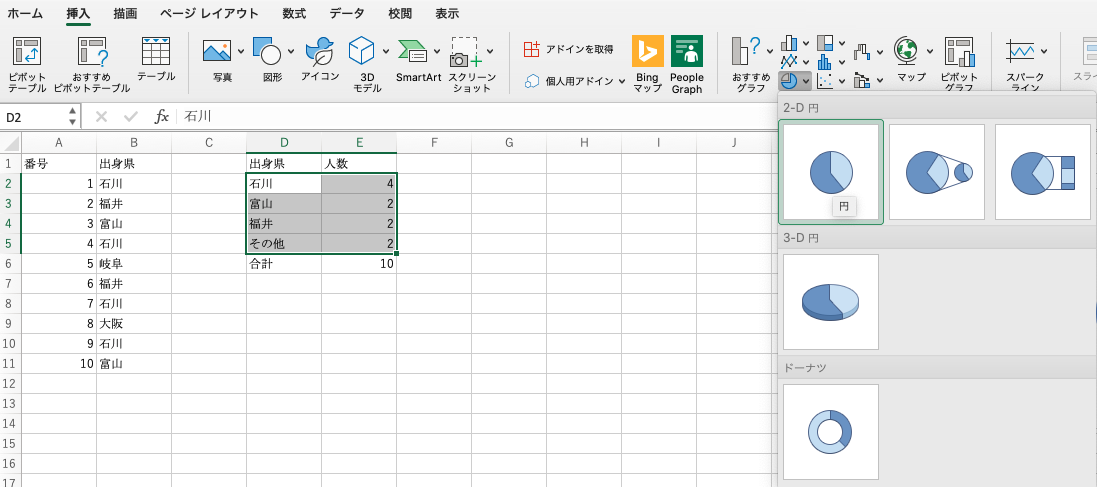 ホーム 挿入 描画 ページ レイアウト 数式 データ 校閲 表示
ピボット
テーブル
おすすめ
ピボットテーブル
テーブル
写真
図形
アイコン
3D
モデル
SmartArt
スクリーン
ショット
アドインを取得
個人用アドイン
Bing
マップ
People
Graph
おすすめ
グラフ
マップ
ピボット
グラフ
スパーク
ライン
D2 fx 石川
2-D 円
円
3-D 円
ドーナツ
A B C D E F G H I J
1 番号 出身県 出身県 人数
2 1 石川 石川 4
3 2 福井 富山 2
4 3 富山 福井 2
5 4 石川 その他 2
6 5 岐阜 合計 10
7 6 福井
8 7 石川
9 8 大阪
10 9 石川
11 10 富山
12
13
14
15
16
17